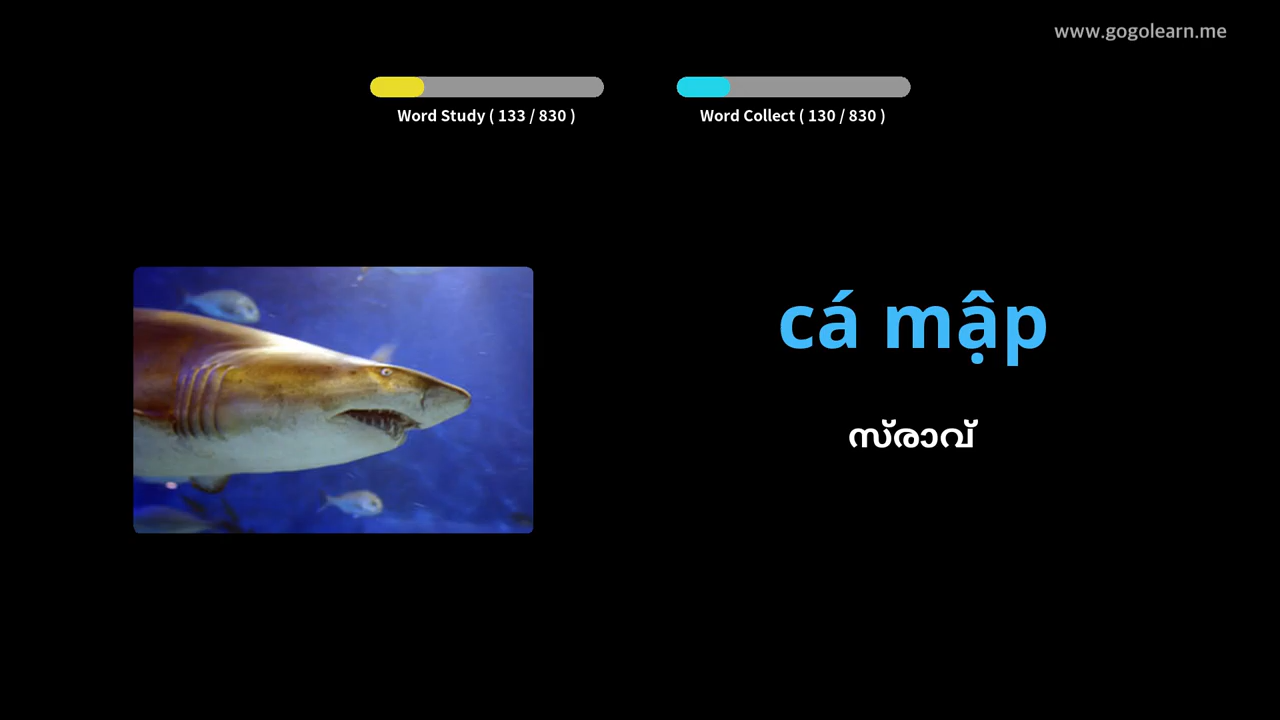 www.gogolearn.me
Word Study ( 133 / 830 )
Word Collect ( 130 / 830 )
cá mập
സ്രാവ്